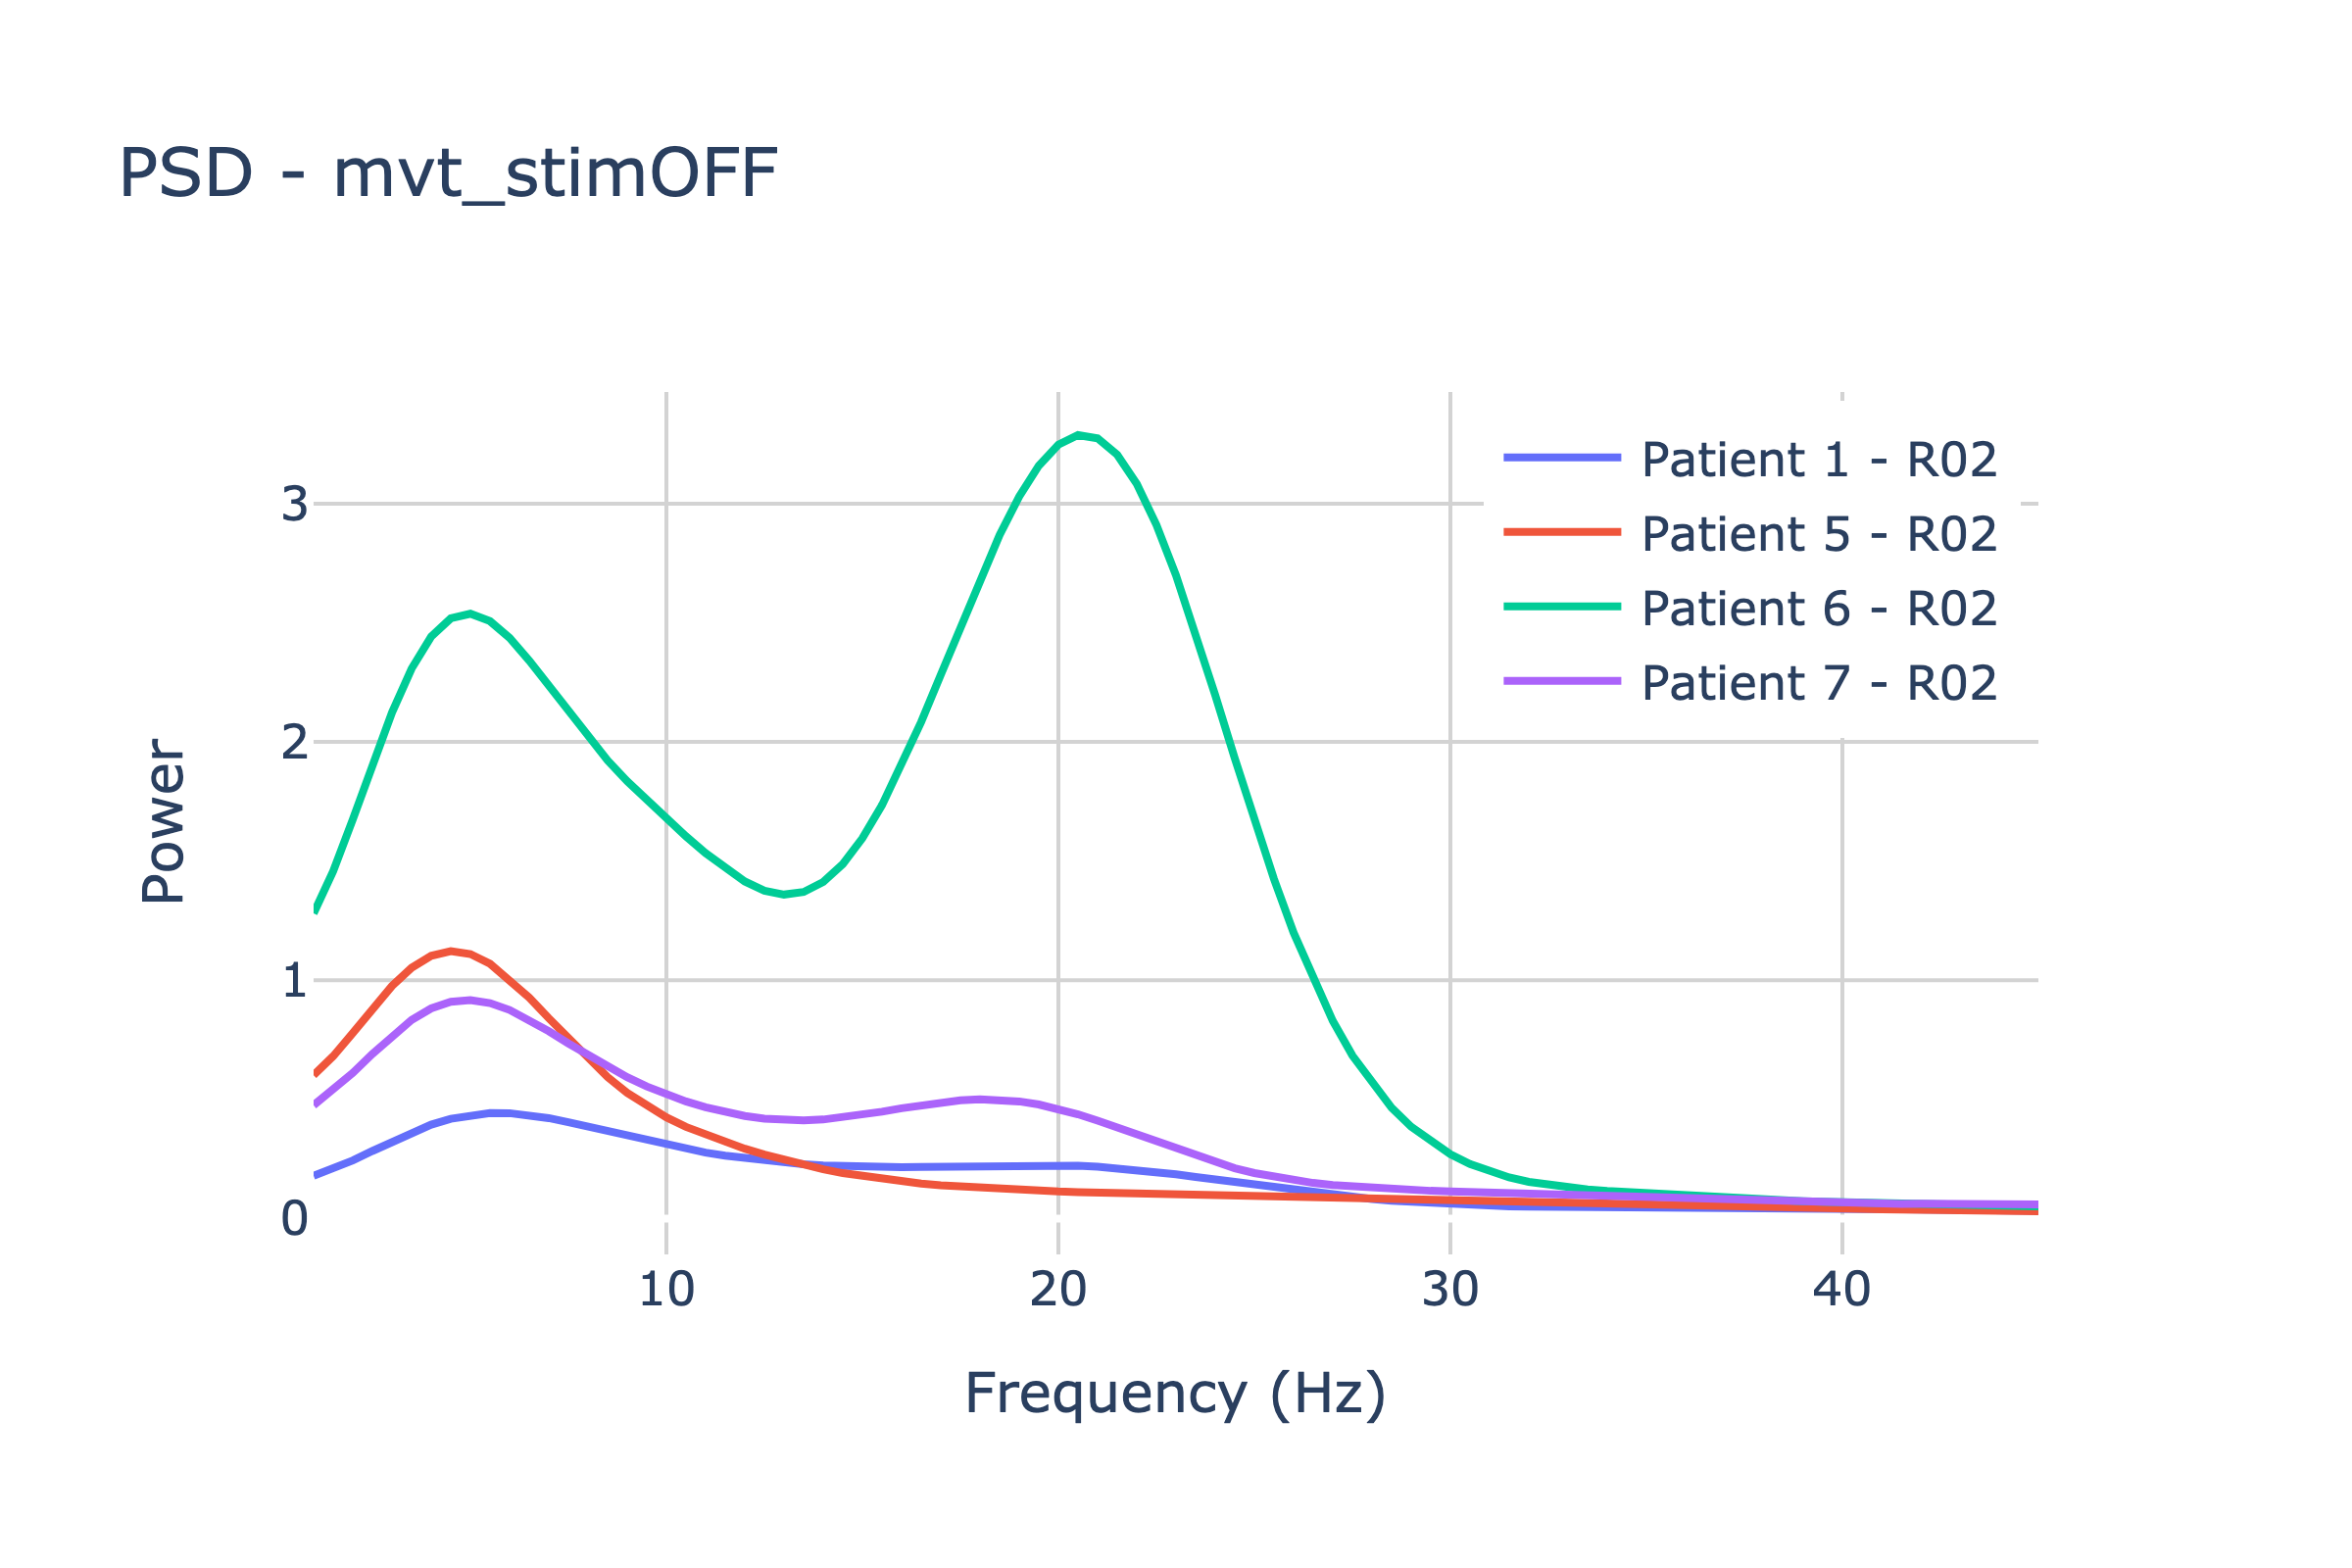 PSD - mvt_stimOFF
Patient 1 - R02
Patient 5 - R02
Patient 6 - R02
Patient 7 - R02
3
2
1
0
Power
10 20 30 40
Frequency (Hz)